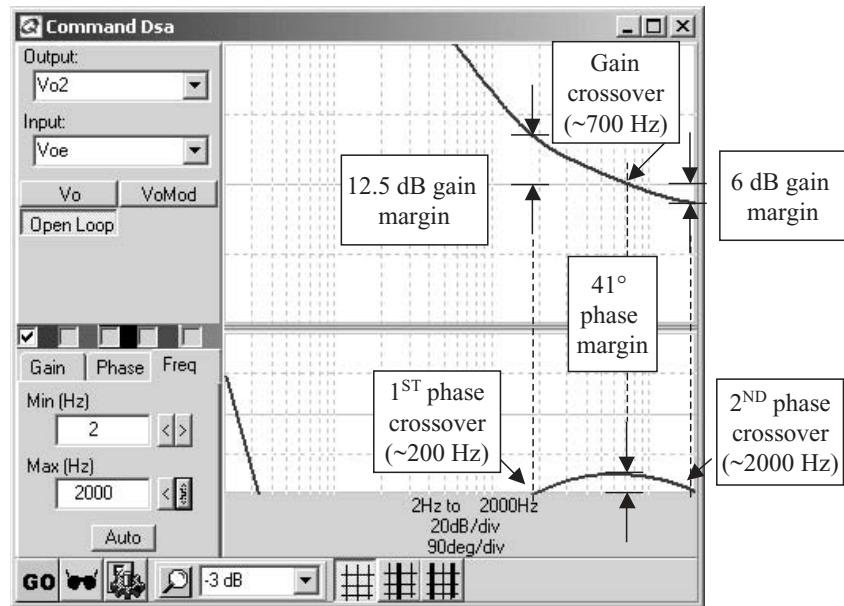 Command Dsa
Output:
Vo2
Input:
Voe
Vo
VoMod
Open Loop
Gain
Phase
Freq
Min (Hz)
2
< >
Max (Hz)
2000
<
Auto
Gain
crossover
(~700 Hz)
12.5 dB gain
margin
6 dB gain
margin
41°
phase
margin
1ST phase
crossover
(~200 Hz)
2ND phase
crossover
(~2000 Hz)
2Hz to 2000Hz
20dB/div
90deg/div
GO
-3 dB